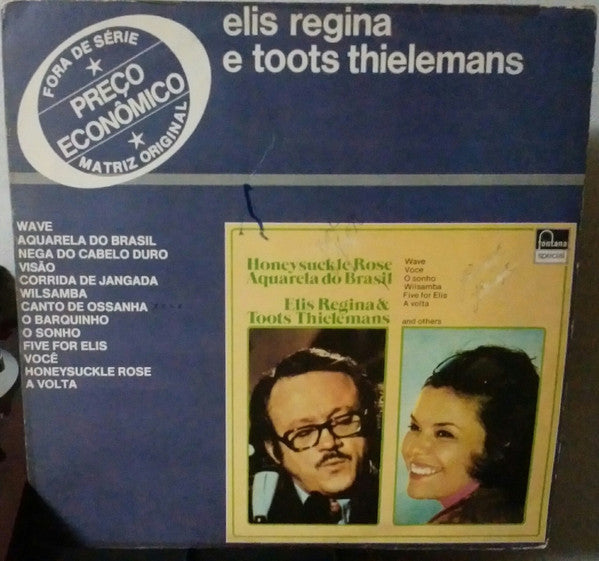 elis regina
e toots thielemans
FORA DE SÉRIE
PREÇO
ECONÔMICO
MATRIZ ORIGINAL
WAVE
AQUARELA DO BRASIL
NEGA DO CABELO DURO
VISÃO
CORRIDA DE JANGADA
WILSAMBA
CANTO DE OSSANHA
O BARQUINHO
O SONHO
FIVE FOR ELIS
VOCÊ
HONEYSUCKLE ROSE
A VOLTA
fontana
special
Honeysuckle Rose
Aquarela do Brasil
Elis Regina &
Toots Thielemans
Wave
Voce
O sonho
Wilsamba
Five for Elis
A volta
and others